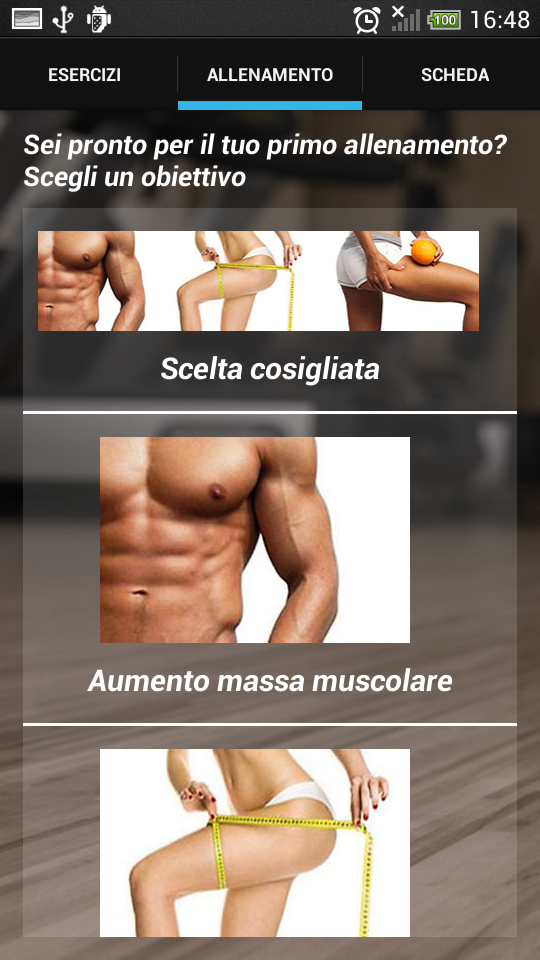 100 16:48
ESERCIZI ALLENAMENTO SCHEDA
Sei pronto per il tuo primo allenamento?
Scegli un obiettivo
Scelta cosigliata
Aumento massa muscolare